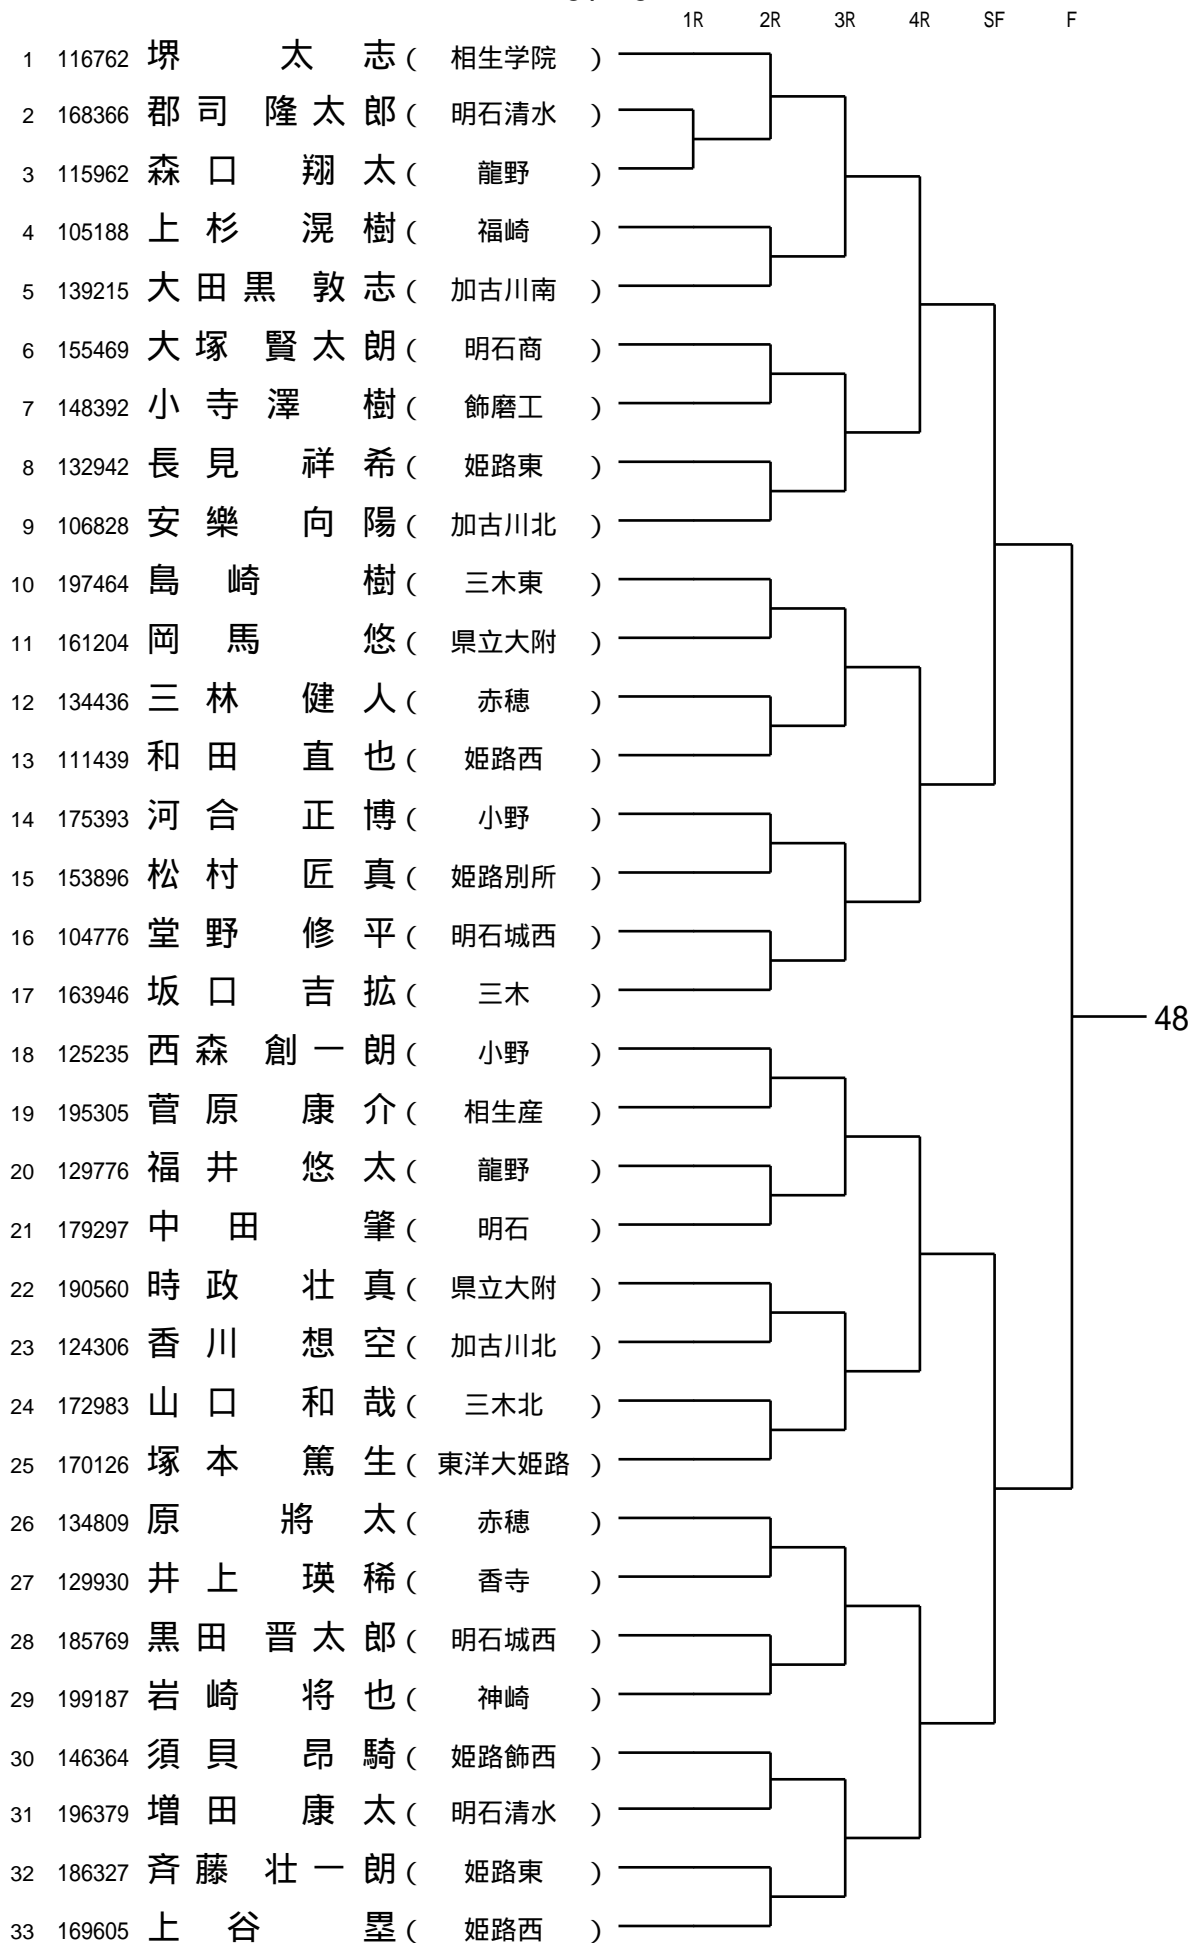 1R 2R 3R 4R SF F
1 116762 堺 太 志 ( 相生学院 )
2 168366 郡 司 隆 太 郎 ( 明石清水 )
3 115962 森 口 翔 太 ( 龍野 )
4 105188 上 杉 滉 樹 ( 福崎 )
5 139215 大 田 黒 敦 志 ( 加古川南 )
6 155469 大 塚 賢 太 朗 ( 明石商 )
7 148392 小 寺 澤 樹 ( 飾磨工 )
8 132942 長 見 祥 希 ( 姫路東 )
9 106828 安 樂 向 陽 ( 加古川北 )
10 197464 島 崎 樹 ( 三木東 )
11 161204 岡 馬 悠 ( 県立大附 )
12 134436 三 林 健 人 ( 赤穂 )
13 111439 和 田 直 也 ( 姫路西 )
14 175393 河 合 正 博 ( 小野 )
15 153896 松 村 匠 真 ( 姫路別所 )
16 104776 堂 野 修 平 ( 明石城西 )
17 163946 坂 口 吉 拡 ( 三木 )
48
18 125235 西 森 創 一 朗 ( 小野 )
19 195305 菅 原 康 介 ( 相生産 )
20 129776 福 井 悠 太 ( 龍野 )
21 179297 中 田 肇 ( 明石 )
22 190560 時 政 壮 真 ( 県立大附 )
23 124306 香 川 想 空 ( 加古川北 )
24 172983 山 口 和 哉 ( 三木北 )
25 170126 塚 本 篤 生 ( 東洋大姫路 )
26 134809 原 將 太 ( 赤穂 )
27 129930 井 上 瑛 稀 ( 香寺 )
28 185769 黒 田 晋 太 郎 ( 明石城西 )
29 199187 岩 崎 将 也 ( 神崎 )
30 146364 須 貝 昂 騎 ( 姫路飾西 )
31 196379 増 田 康 太 ( 明石清水 )
32 186327 斉 藤 壮 一 朗 ( 姫路東 )
33 169605 上 谷 塁 ( 姫路西 )